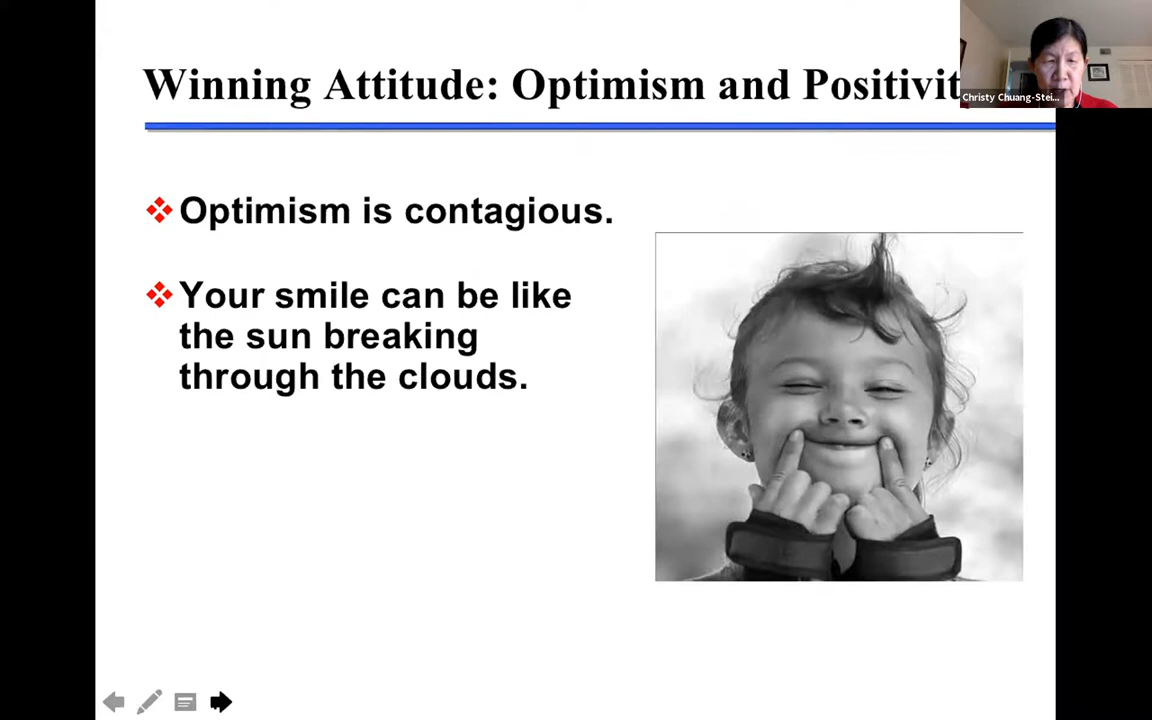 Winning Attitude: Optimism and Positivit
Christy Chuang-Stei...
Optimism is contagious.
Your smile can be like
the sun breaking
through the clouds.